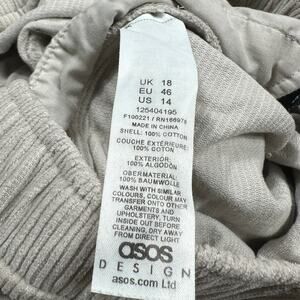 UK 18
EU 46
US 14
125404195
F100221 / RN166979
MADE IN CHINA
SHELL: 100% COTTON
COUCHE EXTÉRIEURE:
100% COTON
EXTERIOR:
100% ALGODÓN
OBERMATERIAL:
100% BAUMWOLLE
WASH WITH SIMILAR
COLOURS, COLOUR MAY
TRANSFER ONTO OTHER
GARMENTS AND
UPHOLSTERY, TURN
INSIDE OUT BEFORE
CLEANING, DRY AWAY
FROM DIRECT LIGHT
asos
DESIGN
asos.com Ltd